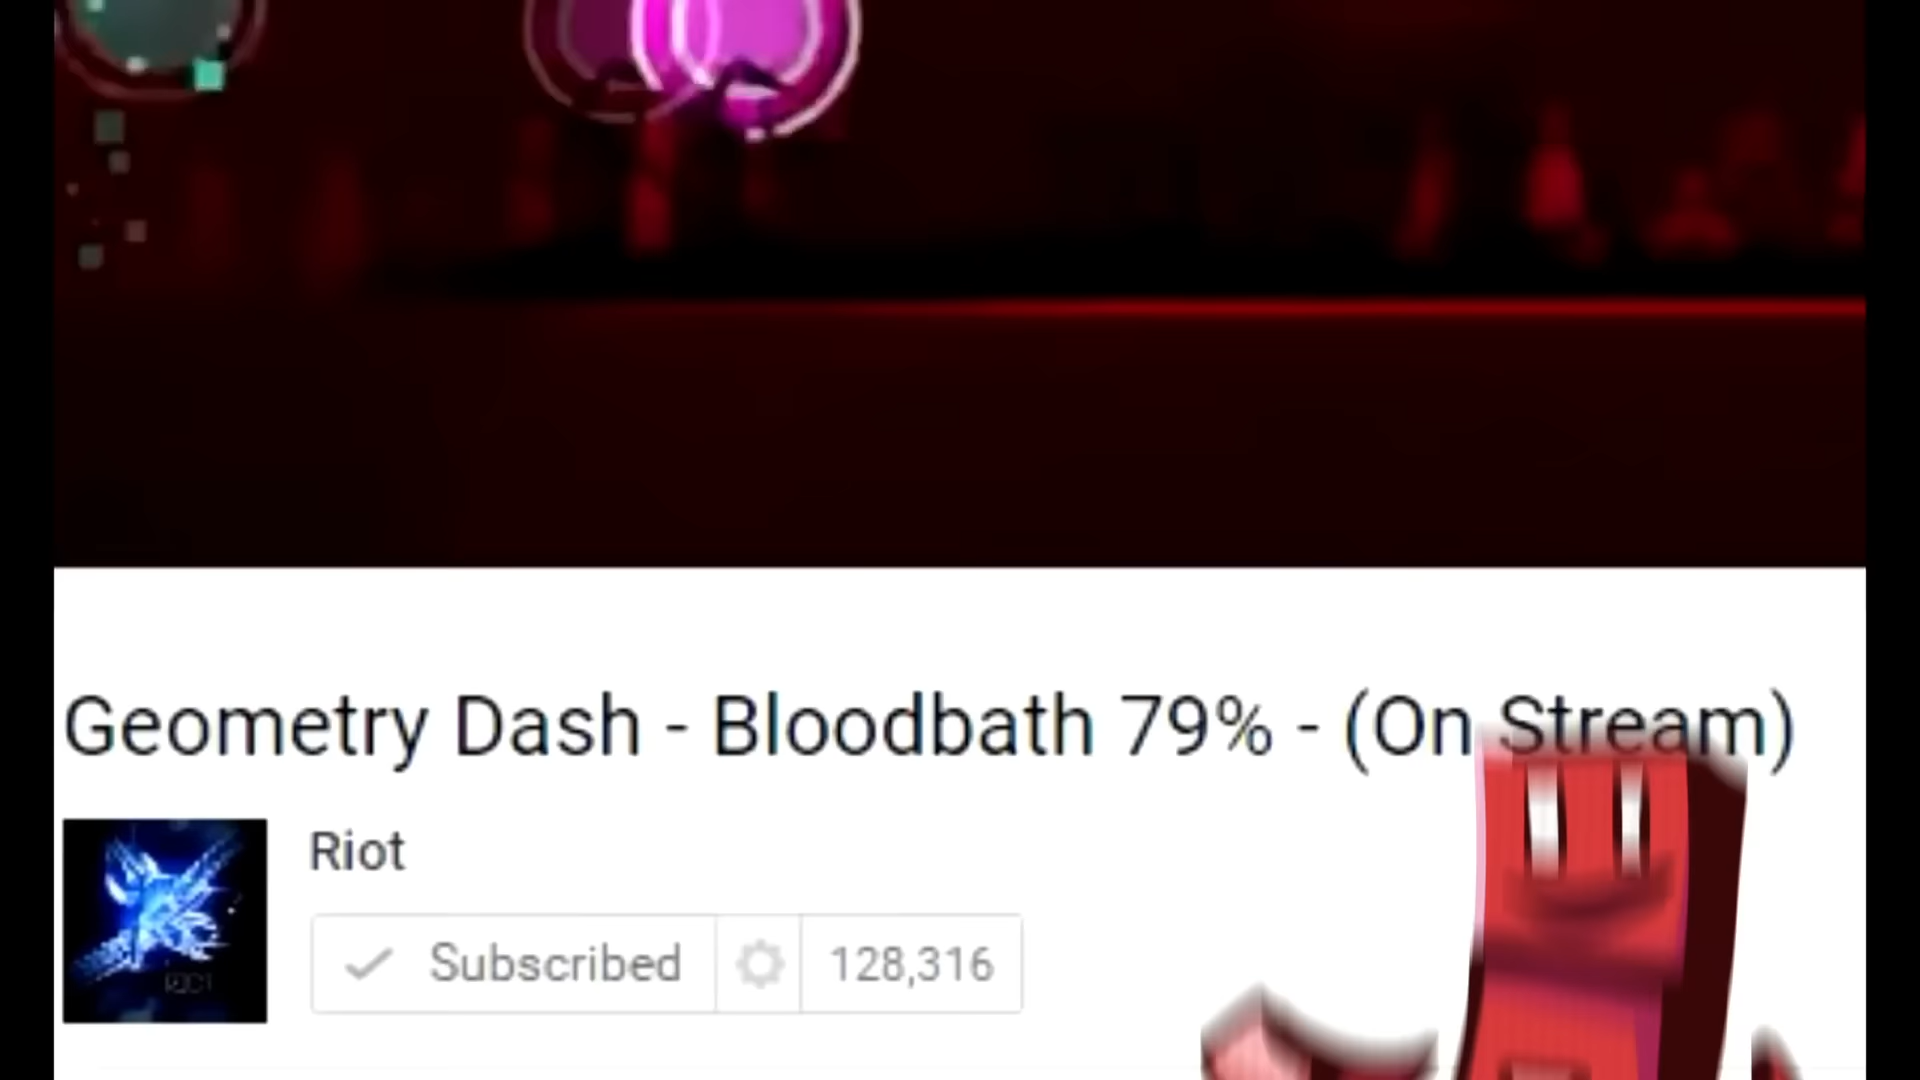 Geometry Dash - Bloodbath 79% - (On Stream)
Riot
Subscribed 128,316